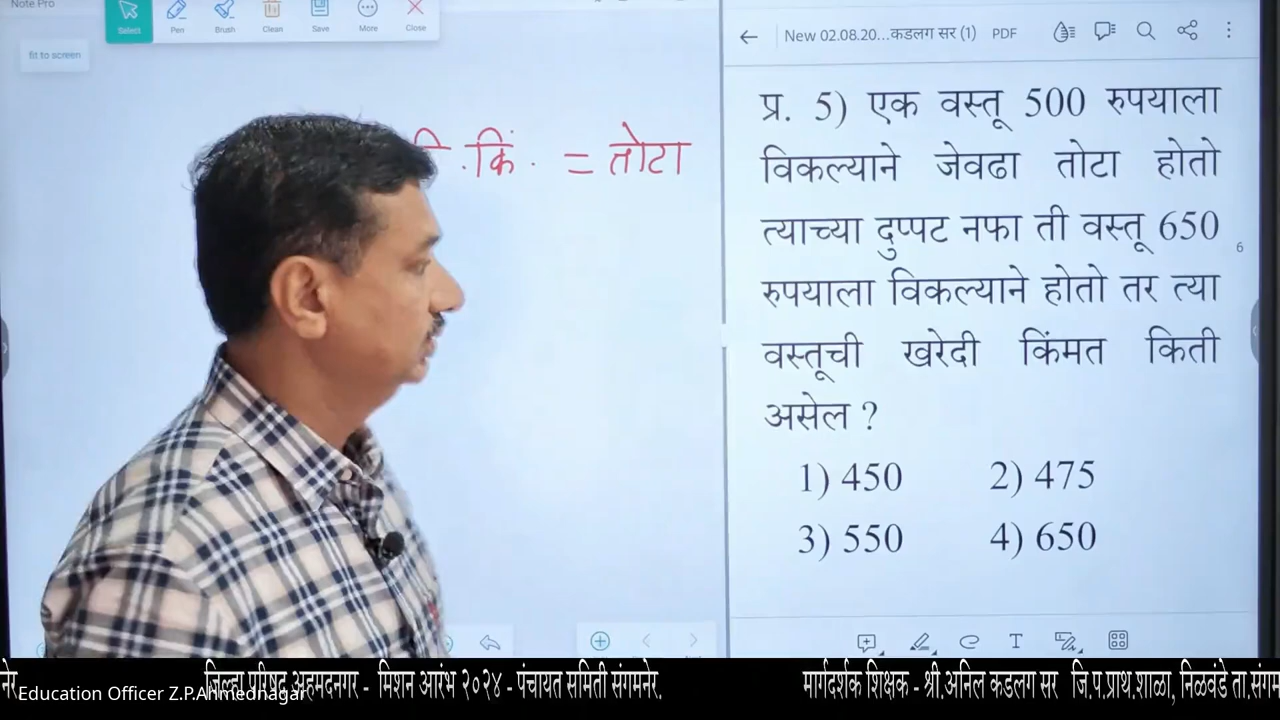 Note Pro
Select Pen Brush Clean Save More Close
fit to screen
.किं. = तोटा
New 02.08.20...कडलग सर (1) PDF
प्र. 5) एक वस्तू 500 रुपयाला
विकल्याने जेवढा तोटा होतो
त्याच्या दुप्पट नफा ती वस्तू 650
रुपयाला विकल्याने होतो तर त्या
वस्तूची खरेदी किंमत किती
असेल ?
1) 450 2) 475
3) 550 4) 650
6
जिल्हा परिषद अहमदनगर - मिशन आरंभ २०२४ - पंचायत समिती संगमनेर. मार्गदर्शक शिक्षक - श्री.अनिल कडलग सर जि.प.प्राथ.शाळा, निळवंडे ता.संगम
Education Officer Z.P.Ahmednagar